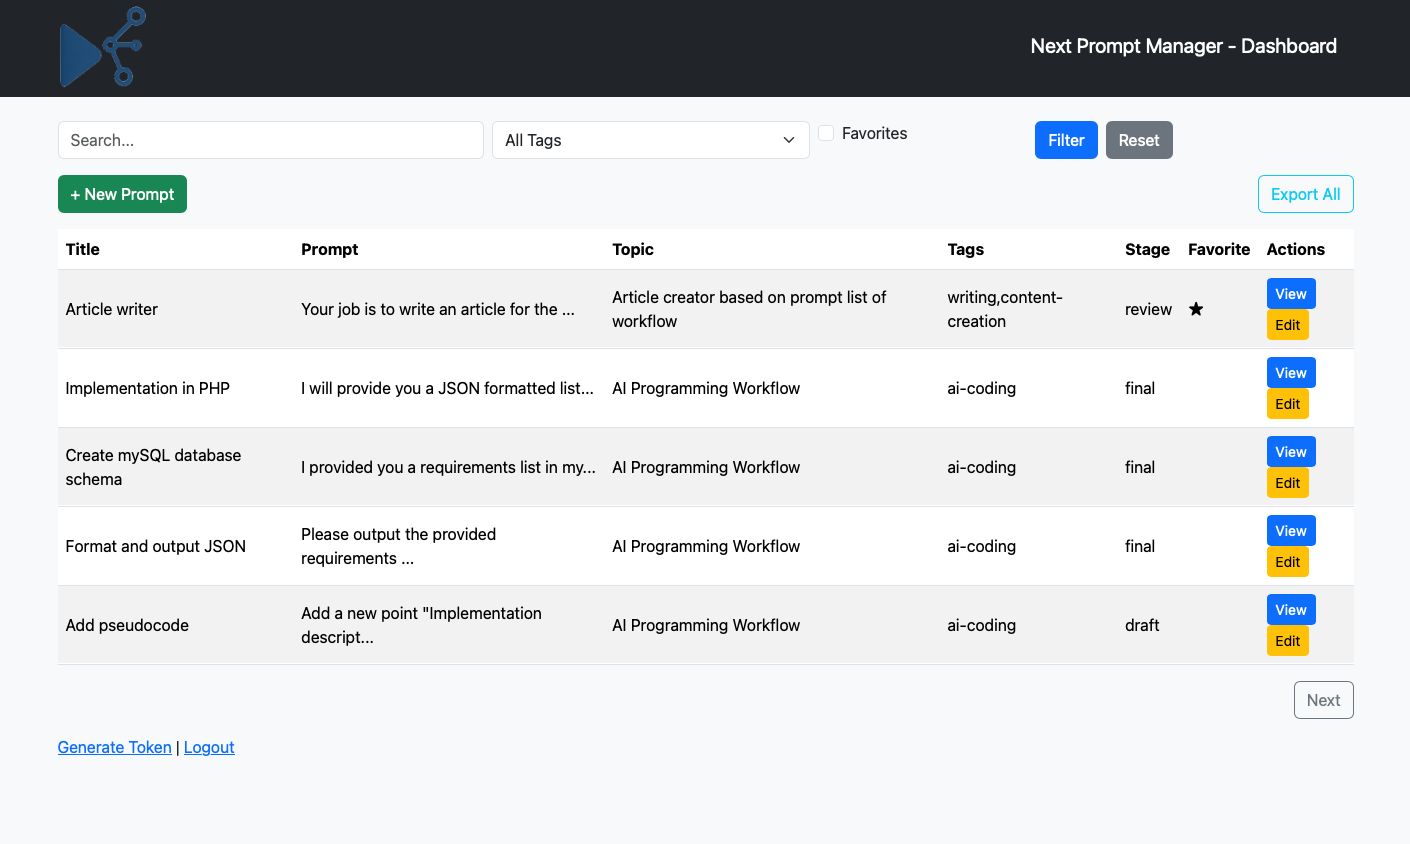 Next Prompt Manager - Dashboard
Search...
All Tags
Favorites
Filter
Reset
+ New Prompt
Export All
Title Prompt Topic Tags Stage Favorite Actions
Article writer
Your job is to write an article for the ...
Article creator based on prompt list of
workflow
writing,content-
creation
review
★
View
Edit
Implementation in PHP
I will provide you a JSON formatted list...
AI Programming Workflow
ai-coding
final
View
Edit
Create mySQL database
schema
I provided you a requirements list in my...
AI Programming Workflow
ai-coding
final
View
Edit
Format and output JSON
Please output the provided
requirements ...
AI Programming Workflow
ai-coding
final
View
Edit
Add pseudocode
Add a new point "Implementation
descript...
AI Programming Workflow
ai-coding
draft
View
Edit
Next
Generate Token | Logout